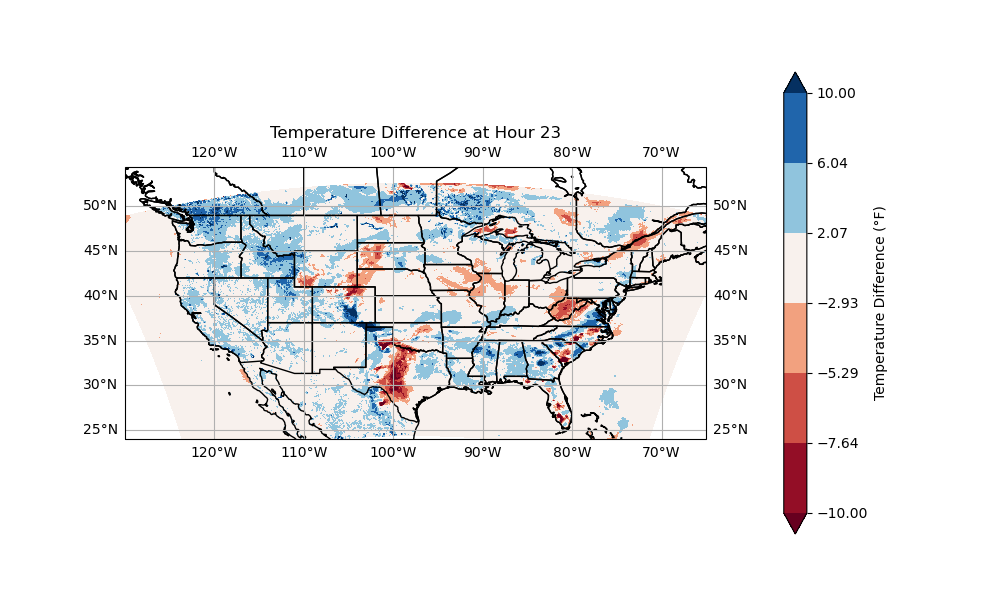 Temperature Difference at Hour 23
120°W 110°W 100°W 90°W 80°W 70°W
50°N 50°N
45°N 45°N
40°N 40°N
35°N 35°N
30°N 30°N
25°N 25°N
120°W 110°W 100°W 90°W 80°W 70°W
10.00
6.04
2.07
−2.93
−5.29
−7.64
−10.00
Temperature Difference (°F)